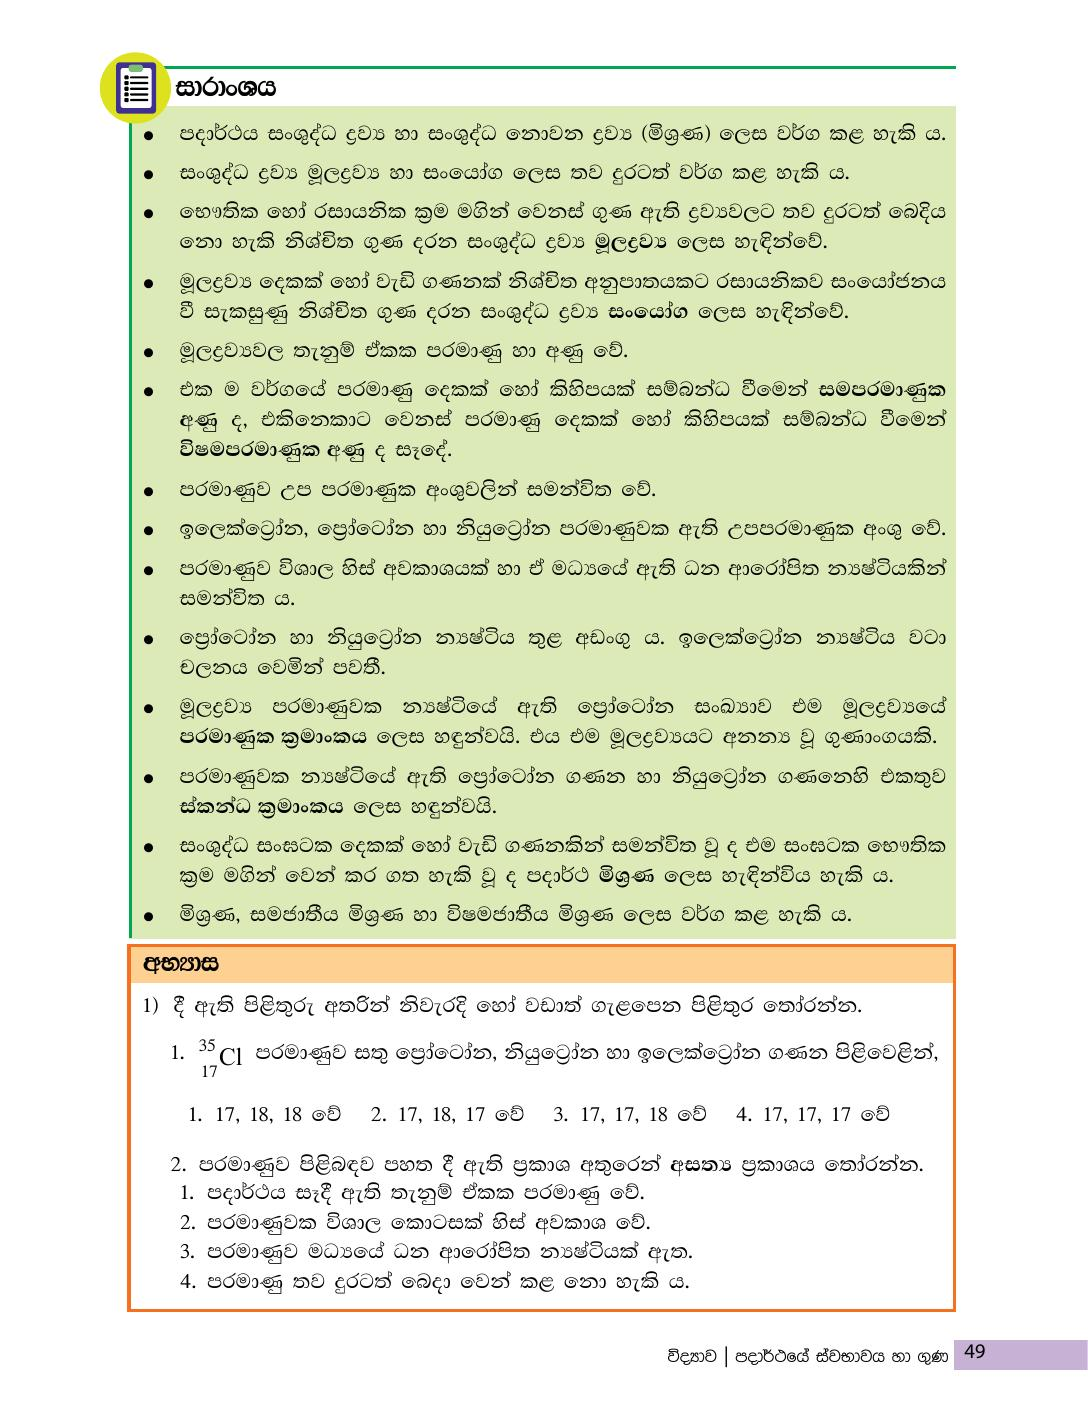 සාරාංශය
● පදාර්ථය සංශුද්ධ ද්‍රව්‍ය හා සංශුද්ධ නොවන ද්‍රව්‍ය (මිශ්‍රණ) ලෙස වර්ග කළ හැකි ය.
● සංශුද්ධ ද්‍රව්‍ය මූලද්‍රව්‍ය හා සංයෝග ලෙස තව දුරටත් වර්ග කළ හැකි ය.
● භෞතික හෝ රසායනික ක්‍රම මගින් වෙනස් ගුණ ඇති ද්‍රව්‍යවලට තව දුරටත් බෙදිය
නො හැකි නිශ්චිත ගුණ දරන සංශුද්ධ ද්‍රව්‍ය මූලද්‍රව්‍ය ලෙස හැඳින්වේ.
● මූලද්‍රව්‍ය දෙකක් හෝ වැඩි ගණනක් නිශ්චිත අනුපාතයකට රසායනිකව සංයෝජනය
වී සැකසුණු නිශ්චිත ගුණ දරන සංශුද්ධ ද්‍රව්‍ය සංයෝග ලෙස හැඳින්වේ.
● මූලද්‍රව්‍යවල තැනුම් ඒකක පරමාණු හා අණු වේ.
● එක ම වර්ගයේ පරමාණු දෙකක් හෝ කිහිපයක් සම්බන්ධ වීමෙන් සමපරමාණුක
අණු ද, එකිනෙකාට වෙනස් පරමාණු දෙකක් හෝ කිහිපයක් සම්බන්ධ වීමෙන්
විෂමපරමාණුක අණු ද සෑදේ.
● පරමාණුව උප පරමාණුක අංශුවලින් සමන්විත වේ.
● ඉලෙක්ට්‍රෝන, ප්‍රෝටෝන හා නියුට්‍රෝන පරමාණුවක ඇති උපපරමාණුක අංශු වේ.
● පරමාණුව විශාල හිස් අවකාශයක් හා ඒ මධ්‍යයේ ඇති ධන ආරෝපිත න්‍යෂ්ටියකින්
සමන්විත ය.
● ප්‍රෝටෝන හා නියුට්‍රෝන න්‍යෂ්ටිය තුළ අඩංගු ය. ඉලෙක්ට්‍රෝන න්‍යෂ්ටිය වටා
චලනය වෙමින් පවතී.
● මූලද්‍රව්‍ය පරමාණුවක න්‍යෂ්ටියේ ඇති ප්‍රෝටෝන සංඛ්‍යාව එම මූලද්‍රව්‍යයේ
පරමාණුක ක්‍රමාංකය ලෙස හඳුන්වයි. එය එම මූලද්‍රව්‍යයට අනන්‍ය වූ ගුණාංගයකි.
● පරමාණුවක න්‍යෂ්ටියේ ඇති ප්‍රෝටෝන ගණන හා නියුට්‍රෝන ගණනෙහි එකතුව
ස්කන්ධ ක්‍රමාංකය ලෙස හඳුන්වයි.
● සංශුද්ධ සංඝටක දෙකක් හෝ වැඩි ගණනකින් සමන්විත වූ ද එම සංඝටක භෞතික
ක්‍රම මගින් වෙන් කර ගත හැකි වූ ද පදාර්ථ මිශ්‍රණ ලෙස හැඳින්විය හැකි ය.
● මිශ්‍රණ, සමජාතීය මිශ්‍රණ හා විෂමජාතීය මිශ්‍රණ ලෙස වර්ග කළ හැකි ය.
අභ්‍යාස
1) දී ඇති පිළිතුරු අතරින් නිවැරදි හෝ වඩාත් ගැළපෙන පිළිතුර තෝරන්න.
1. ³⁵₁₇Cl පරමාණුව සතු ප්‍රෝටෝන, නියුට්‍රෝන හා ඉලෙක්ට්‍රෝන ගණන පිළිවෙළින්,
1. 17, 18, 18 වේ 2. 17, 18, 17 වේ 3. 17, 17, 18 වේ 4. 17, 17, 17 වේ
2. පරමාණුව පිළිබඳව පහත දී ඇති ප්‍රකාශ අතුරෙන් අසත්‍ය ප්‍රකාශය තෝරන්න.
1. පදාර්ථය සෑදී ඇති තැනුම් ඒකක පරමාණු වේ.
2. පරමාණුවක විශාල කොටසක් හිස් අවකාශ වේ.
3. පරමාණුව මධ්‍යයේ ධන ආරෝපිත න්‍යෂ්ටියක් ඇත.
4. පරමාණු තව දුරටත් බෙදා වෙන් කළ නො හැකි ය.
විද්‍යාව | පදාර්ථයේ ස්වභාවය හා ගුණ 49